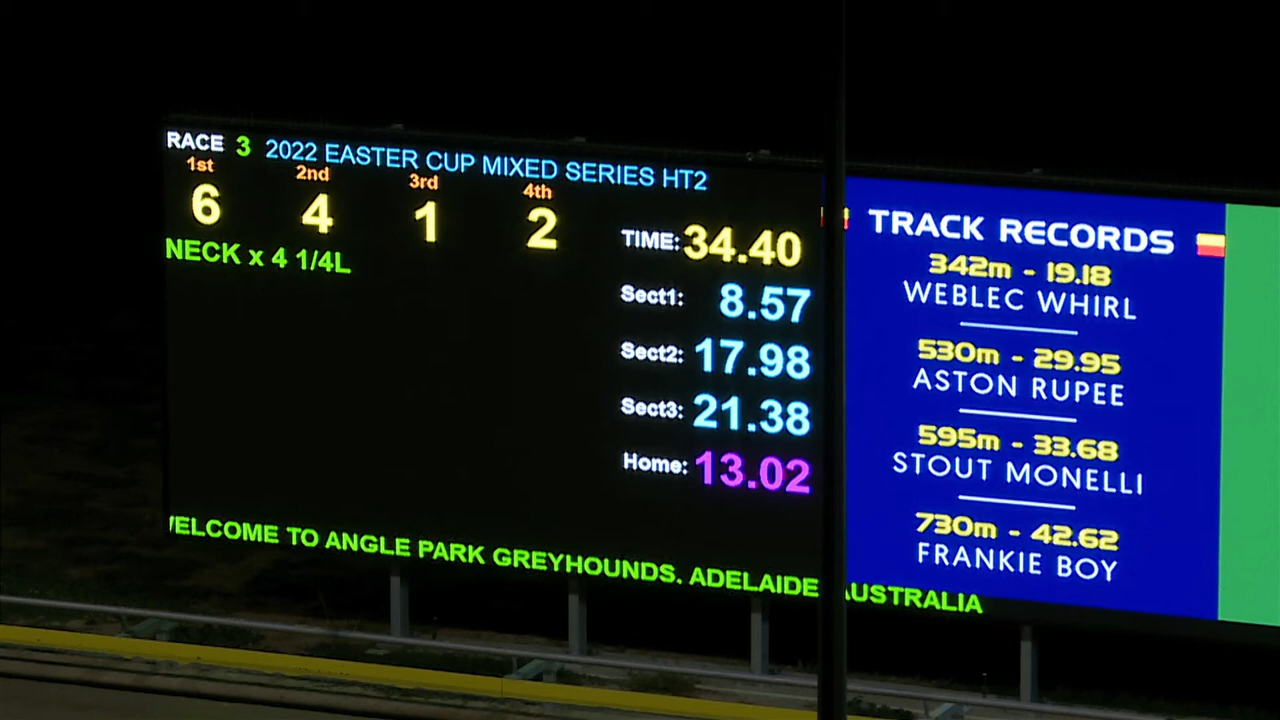 RACE 3 2022 EASTER CUP MIXED SERIES HT2
1st 2nd 3rd 4th
6 4 1 2
NECK x 4 1/4L
TIME: 34.40
Sect1: 8.57
Sect2: 17.98
Sect3: 21.38
Home: 13.02
TRACK RECORDS
342m - 19.18
WEBLEC WHIRL
530m - 29.95
ASTON RUPEE
595m - 33.68
STOUT MONELLI
730m - 42.62
FRANKIE BOY
WELCOME TO ANGLE PARK GREYHOUNDS. ADELAIDE AUSTRALIA